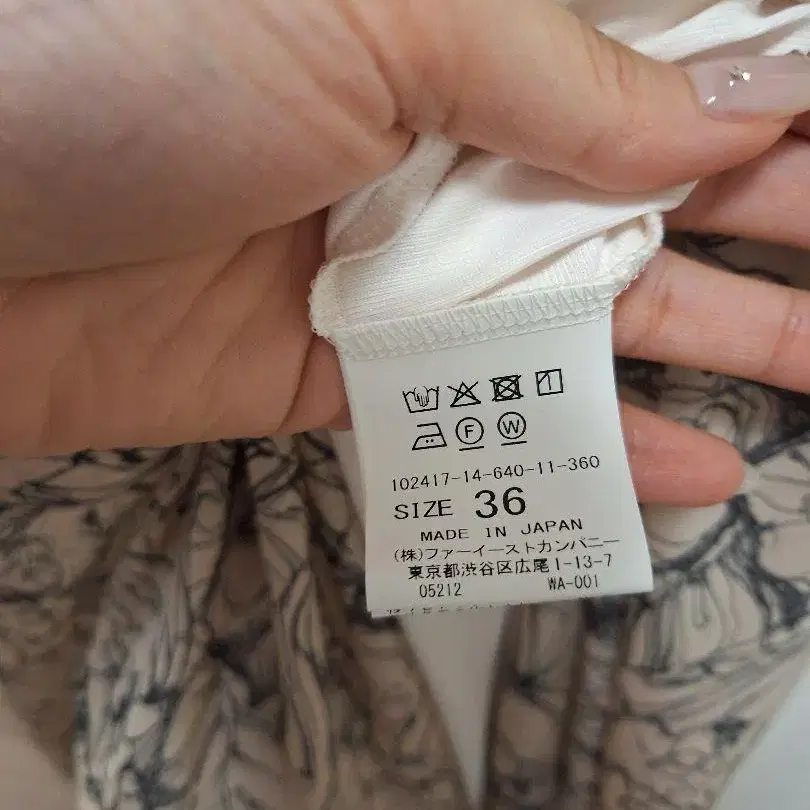 F W
102417-14-640-11-360
SIZE 36
MADE IN JAPAN
(株)ファーイーストカンパニー
東京都渋谷区広尾1-13-7
05212 WA-001